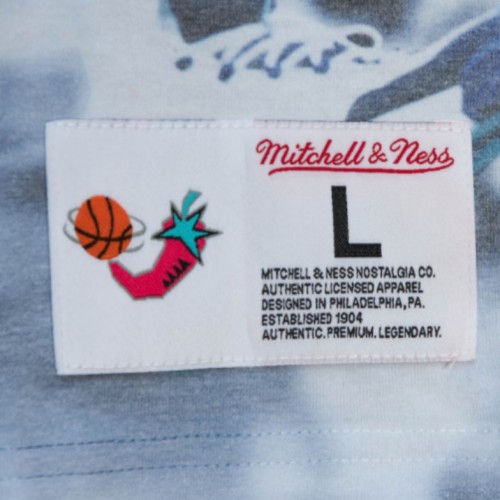 Mitchell & Ness
L
MITCHELL & NESS NOSTALGIA CO.
AUTHENTIC LICENSED APPAREL
DESIGNED IN PHILADELPHIA, PA.
ESTABLISHED 1904
AUTHENTIC. PREMIUM. LEGENDARY.